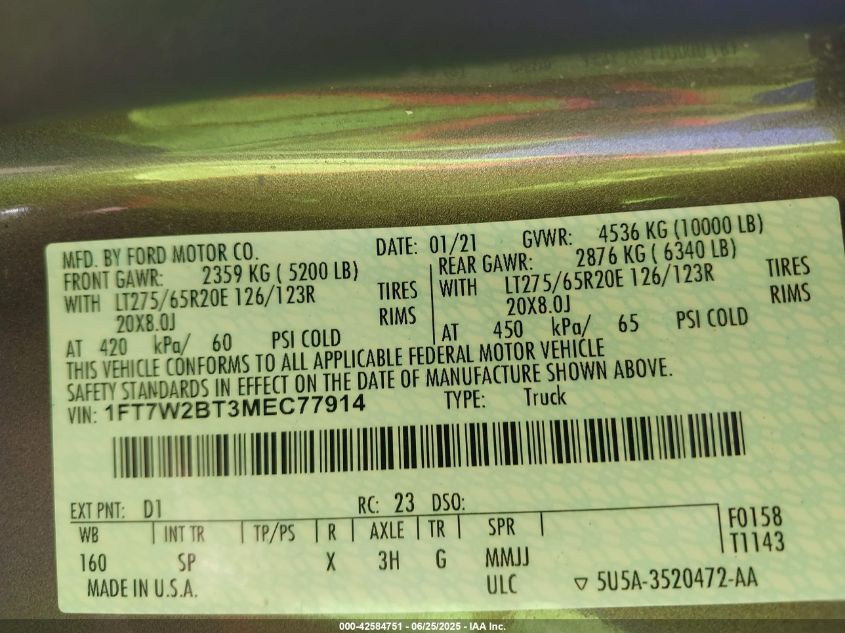 MFD. BY FORD MOTOR CO. DATE: 01/21 GVWR: 4536 KG (10000 LB)
FRONT GAWR: 2359 KG ( 5200 LB) REAR GAWR: 2876 KG ( 6340 LB)
WITH LT275/65R20E 126/123R TIRES WITH LT275/65R20E 126/123R TIRES
20X8.0J RIMS 20X8.0J RIMS
AT 420 kPa/ 60 PSI COLD AT 450 kPa/ 65 PSI COLD
THIS VEHICLE CONFORMS TO ALL APPLICABLE FEDERAL MOTOR VEHICLE
SAFETY STANDARDS IN EFFECT ON THE DATE OF MANUFACTURE SHOWN ABOVE.
VIN: 1FT7W2BT3MEC77914 TYPE: Truck
EXT PNT: D1 RC: 23 DSO:
WB INT TR TP/PS R AXLE TR SPR F0158
160 SP X 3H G MMJJ T1143
MADE IN U.S.A. ULC 5U5A-3520472-AA
000-42584751 - 06/25/2025 - IAA Inc.